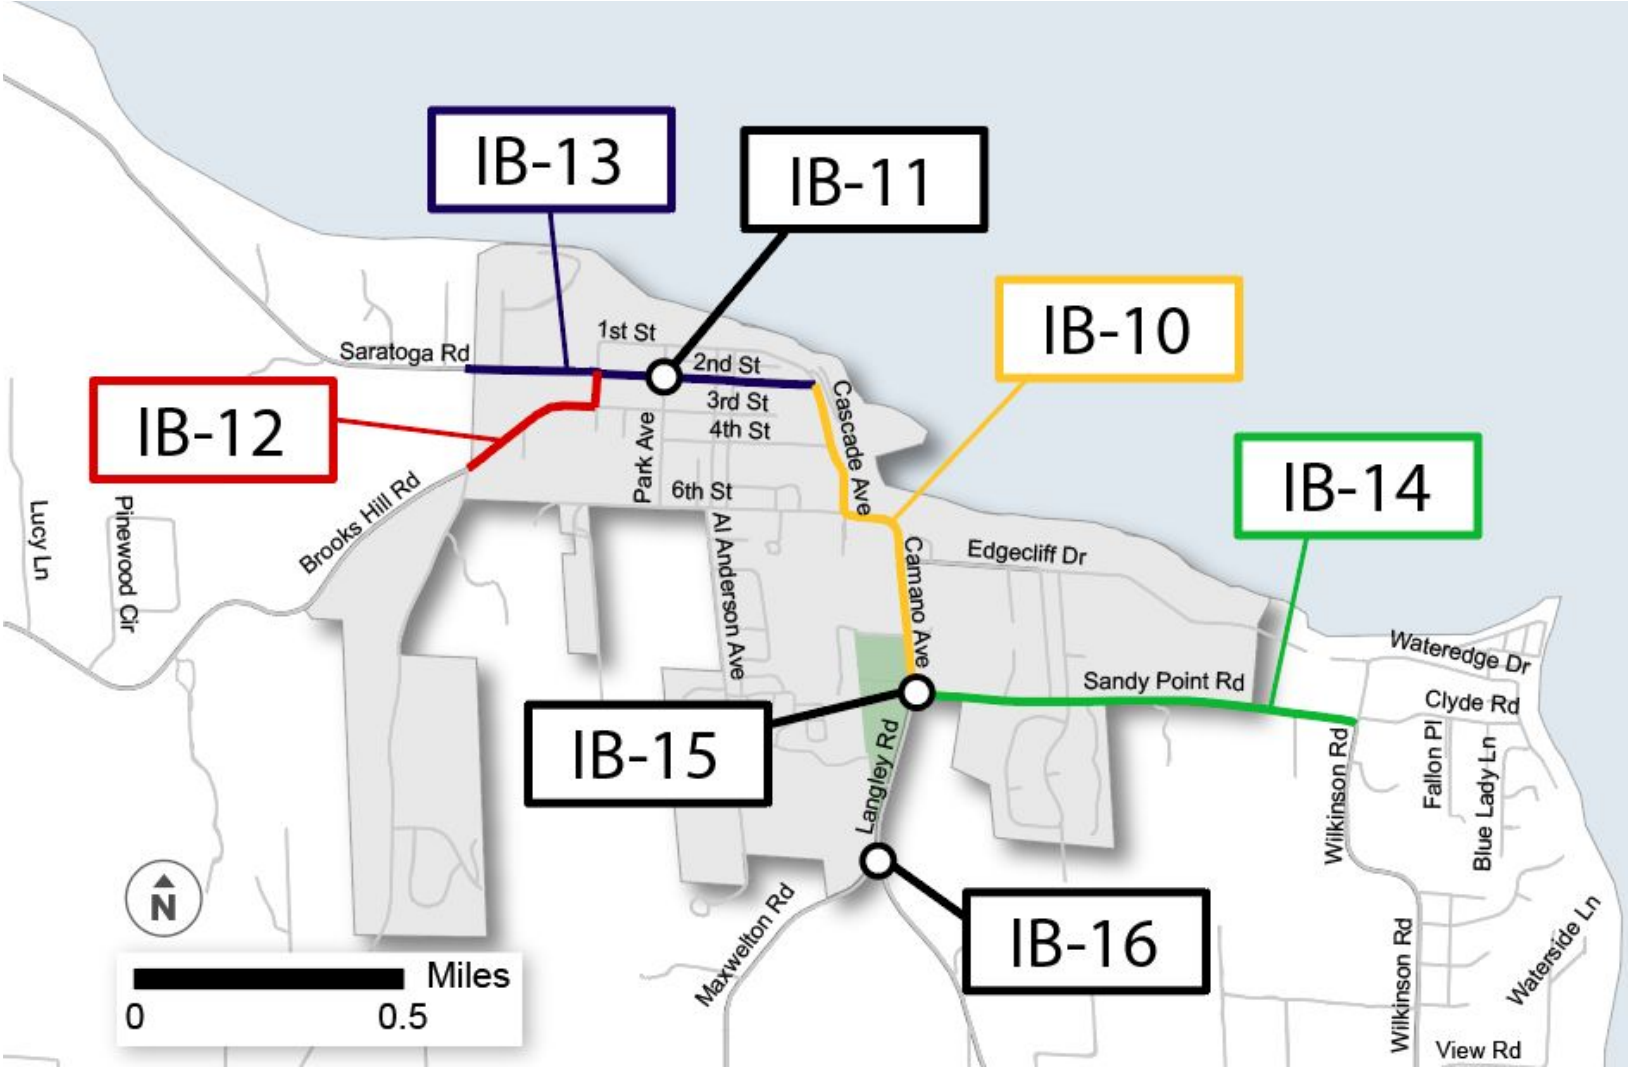 IB-13
IB-11
IB-10
1st St
Saratoga Rd
2nd St
IB-12
3rd St
Cascade Ave
4th St
Park Ave
IB-14
6th St
Lucy Ln
Pinewood Cir
Brooks Hill Rd
Al Anderson Ave
Camano Ave
Edgecliff Dr
Wateredge Dr
Sandy Point Rd
Clyde Rd
IB-15
Langley Rd
Wilkinson Rd
Fallon Pl
Blue Lady Ln
N
Maxwelton Rd
IB-16
Wilkinson Rd
Waterside Ln
Miles
0 0.5
View Rd